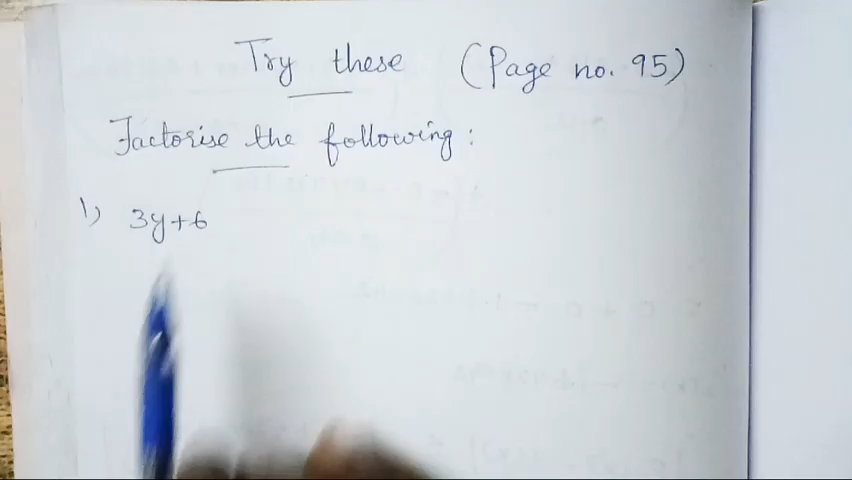 Try these (Page no. 95)
Factorise the following:
1) 3y+6